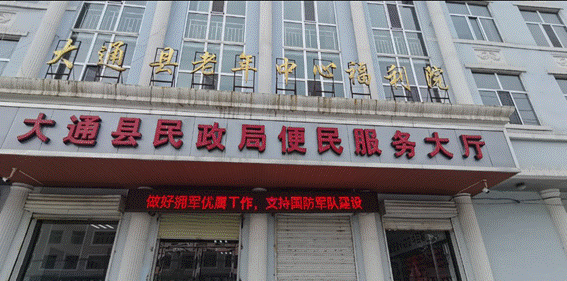 大通县老年中心福利院
大通县民政局便民服务大厅
做好拥军优属工作，支持国防军队建设